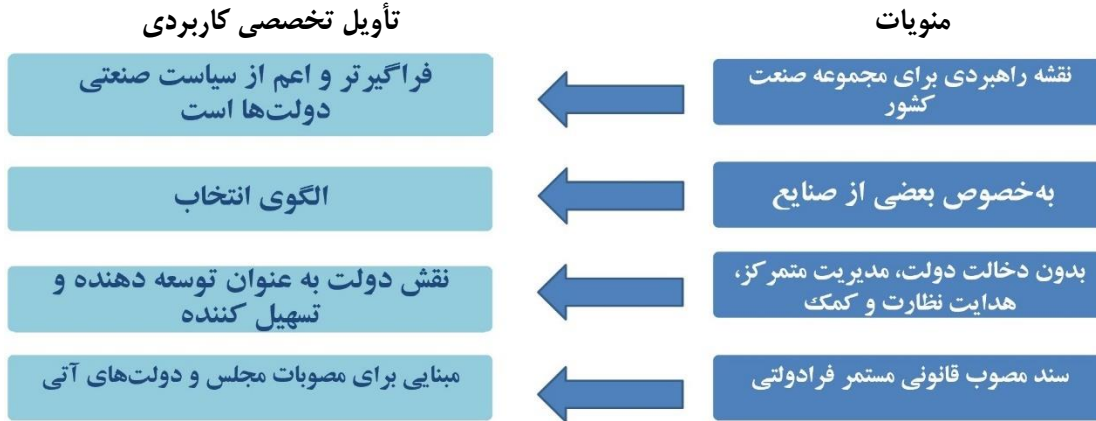 منویات
تأویل تخصصی کاربردی
نقشه راهبردی برای مجموعه صنعت
کشور
فراگیرتر و اعم از سیاست صنعتی
دولت‌ها است
به‌خصوص بعضی از صنایع
الگوی انتخاب
بدون دخالت دولت، مدیریت متمرکز،
هدایت نظارت و کمک
نقش دولت به عنوان توسعه دهنده و
تسهیل کننده
سند مصوب قانونی مستمر فرادولتی
مبنایی برای مصوبات مجلس و دولت‌های آتی